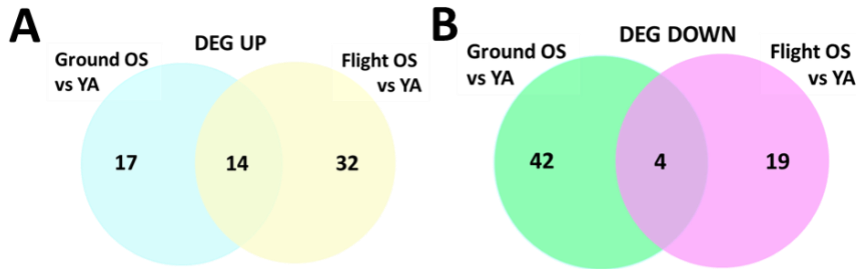 A
DEG UP
Ground OS
vs YA
Flight OS
vs YA
17
14
32
B
DEG DOWN
Ground OS
vs YA
Flight OS
vs YA
42
4
19